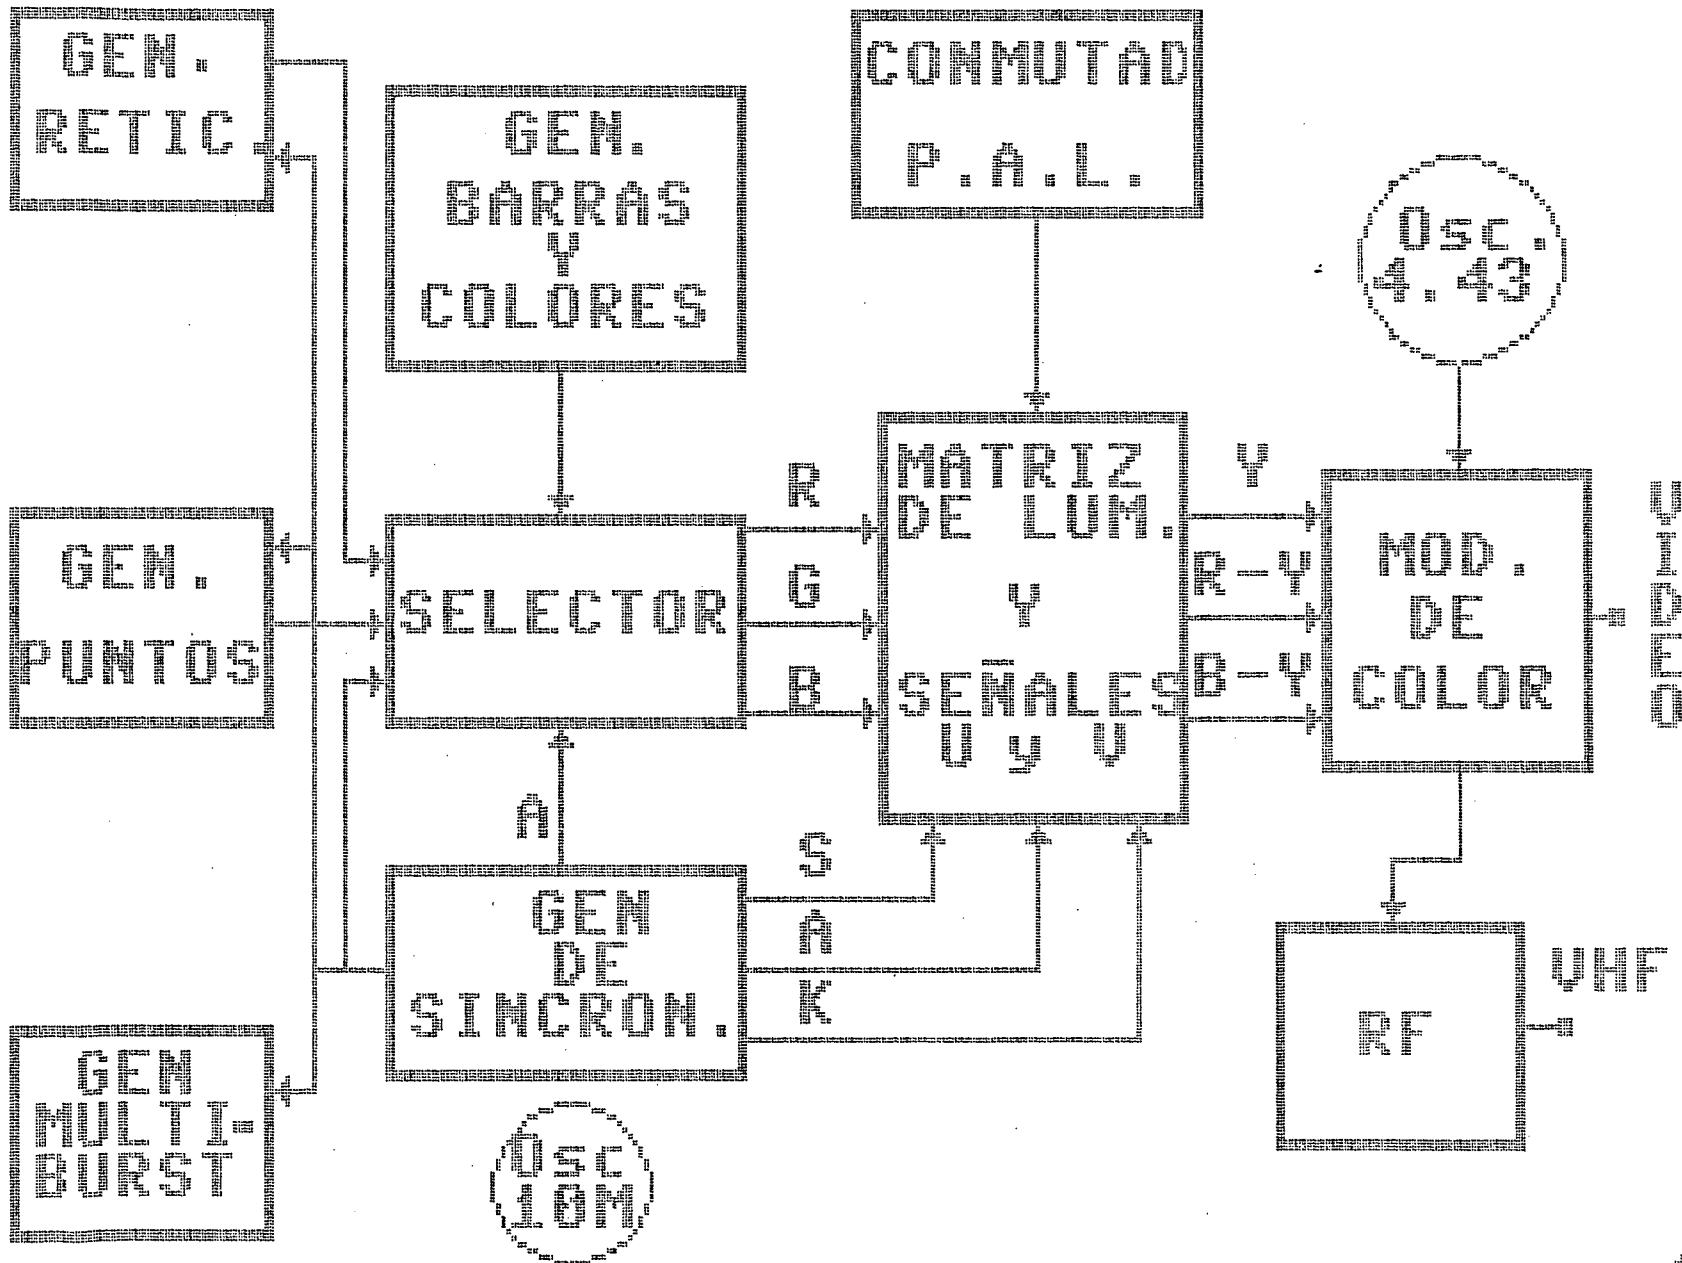 GEN.
RETIC.
GEN.
BARRAS
Y
COLORES
CONMUTAD
P.A.L.
Osc.
4.43
GEN.
PUNTOS
SELECTOR
R
G
B
MATRIZ
DE LUM.
Y
SEÑALES
U y V
Y
R-Y
B-Y
MOD.
DE
COLOR
VIDEO
A
GEN
DE
SINCRON.
S
A
K
RF
VHF
GEN
MULTI-
BURST
Osc
10M